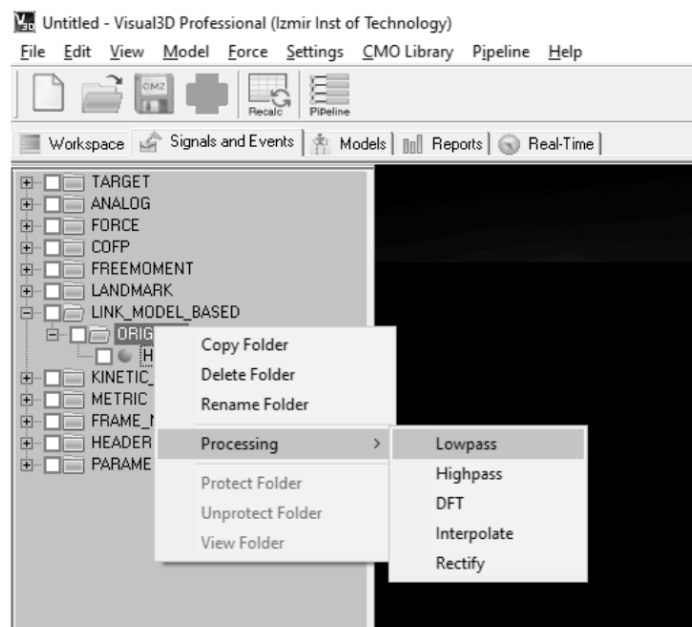 Untitled - Visual3D Professional (Izmir Inst of Technology)
File Edit View Model Force Settings CMO Library Pipeline Help
CMZ
Recalc PiPeline
Workspace Signals and Events Models Reports Real-Time
TARGET
ANALOG
FORCE
COFP
FREEMOMENT
LANDMARK
LINK_MODEL_BASED
ORIG
H
KINETIC_
METRIC
FRAME_N
HEADER
PARAME
Copy Folder
Delete Folder
Rename Folder
Processing >
Protect Folder
Unprotect Folder
View Folder
Lowpass
Highpass
DFT
Interpolate
Rectify